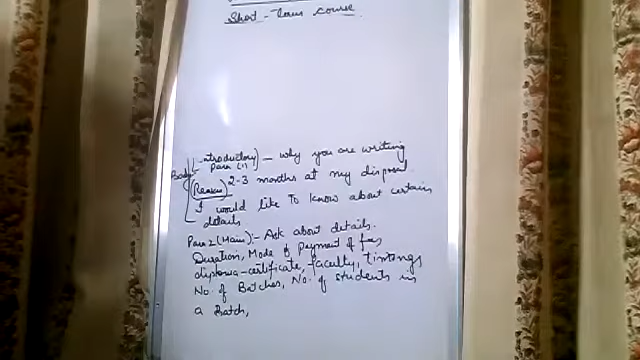 Short-Term Course
Introductory Para (1) - why you are writing
Body:-
(Reason) 2-3 months at my disposal
I would like to know about certain
details
Para 2 (Main):- Ask about details.
Duration, Mode of payment of fees
diploma-certificate, faculty, timings
No. of Batches, No. of students in
a Batch,